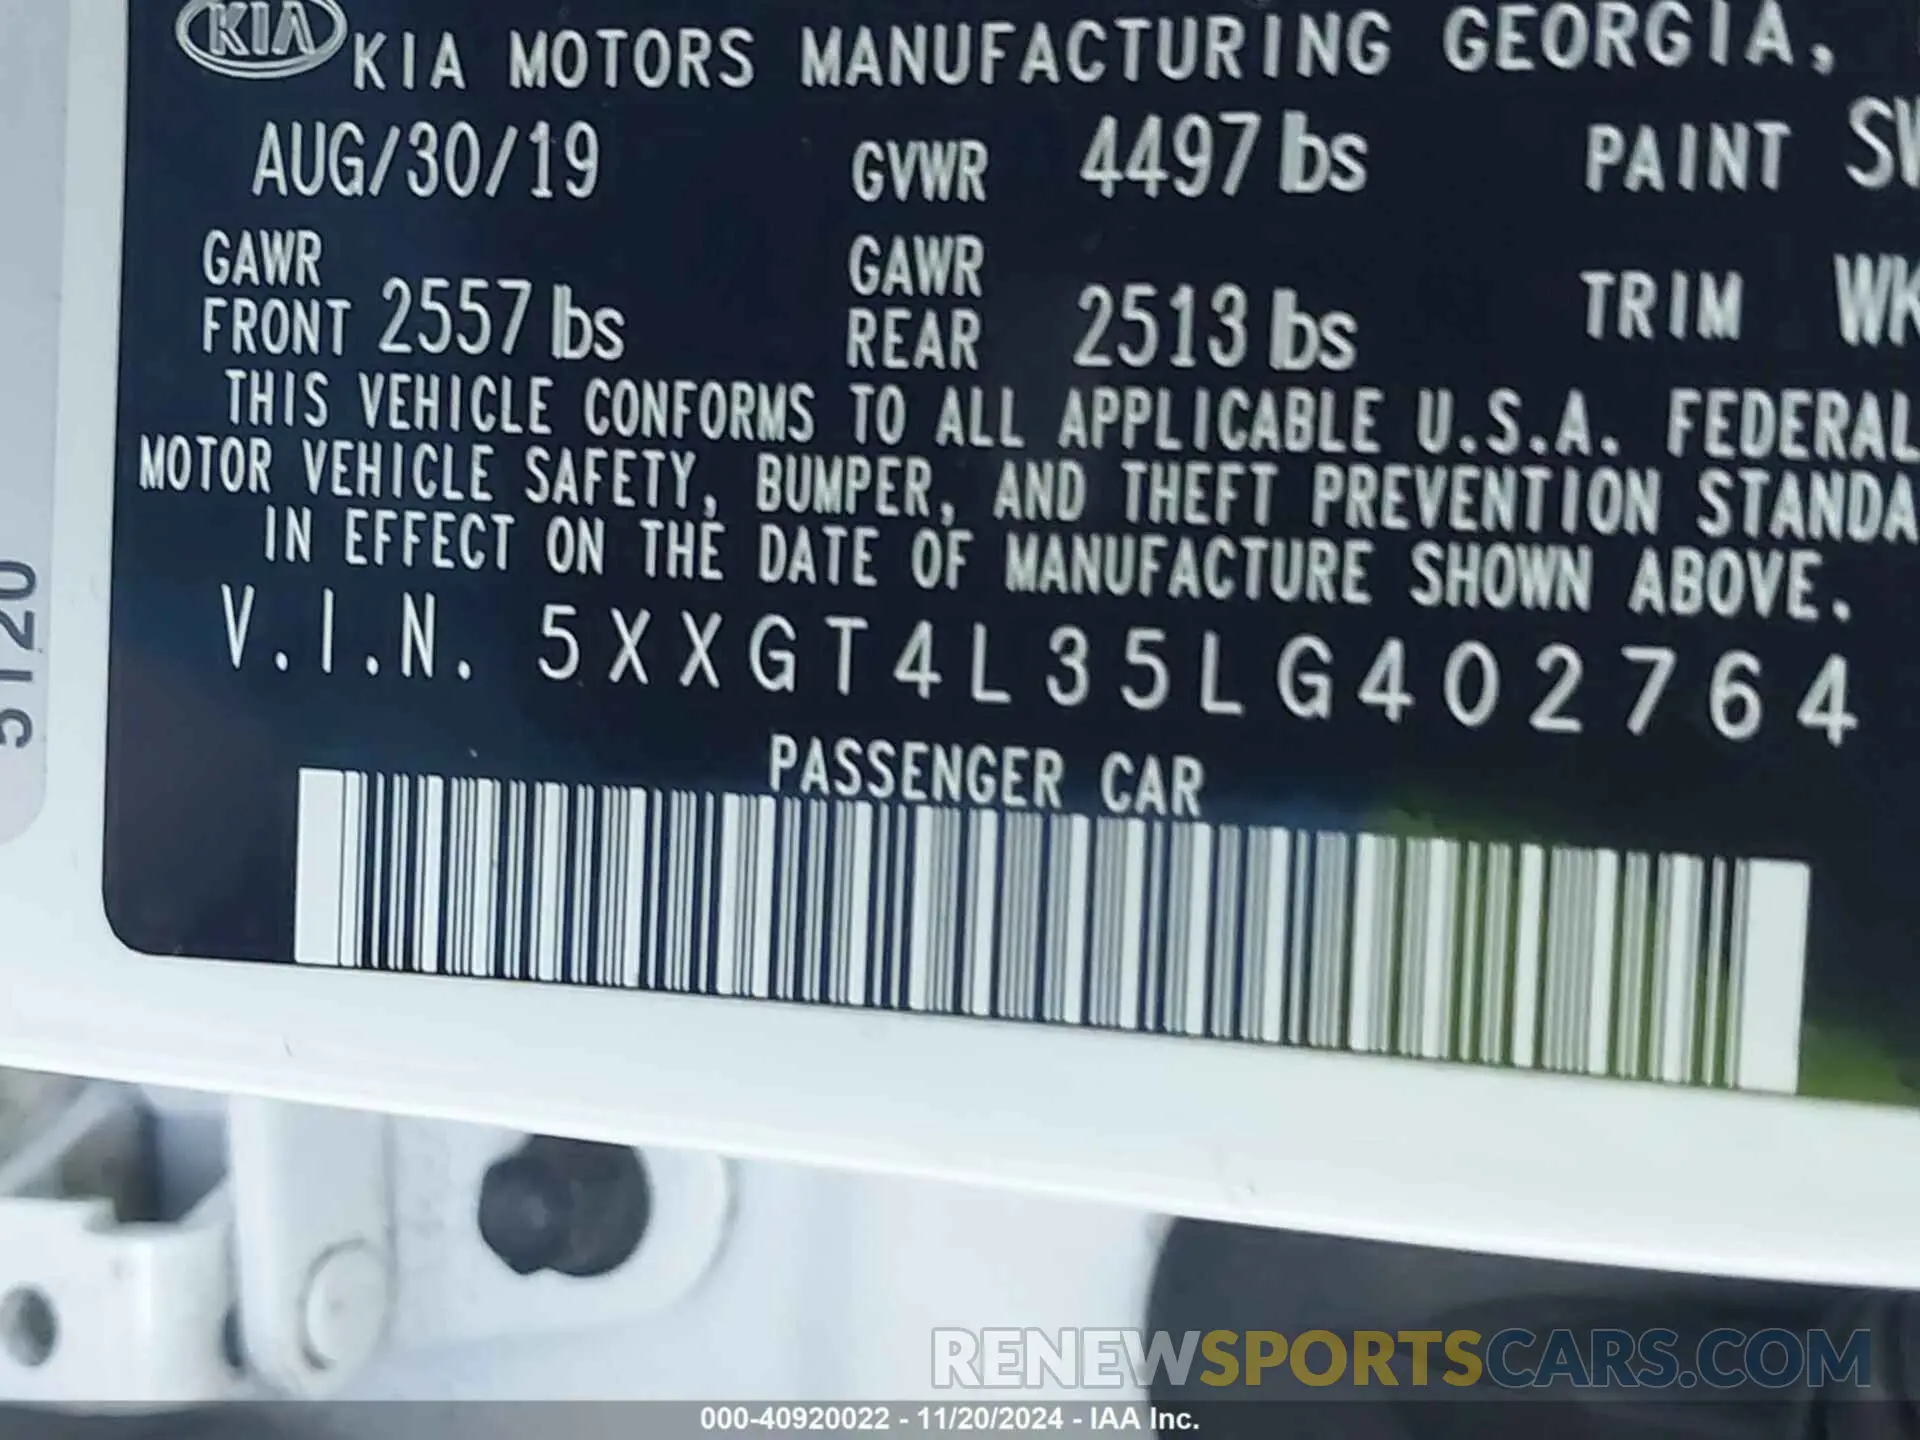 KIA KIA MOTORS MANUFACTURING GEORGIA,
AUG/30/19 GVWR 4497 lbs PAINT SW
GAWR FRONT 2557 lbs GAWR REAR 2513 lbs TRIM WK
THIS VEHICLE CONFORMS TO ALL APPLICABLE U.S.A. FEDERAL
MOTOR VEHICLE SAFETY, BUMPER, AND THEFT PREVENTION STANDA
IN EFFECT ON THE DATE OF MANUFACTURE SHOWN ABOVE.
V.I.N. 5XXGT4L35LG402764
PASSENGER CAR
5120
RENEWSPORTSCARS.COM
000-40920022 - 11/20/2024 - IAA Inc.